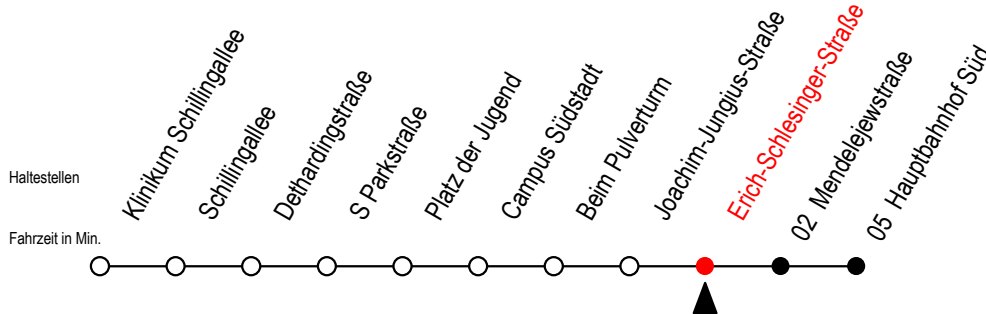 Haltestellen
Fahrzeit in Min.
Klinikum Schillingallee
Schillingallee
Dethardingstraße
S Parkstraße
Platz der Jugend
Campus Südstadt
Beim Pulverturm
Joachim-Jungius-Straße
Erich-Schlesinger-Straße
02 Mendelejewstraße
05 Hauptbahnhof Süd